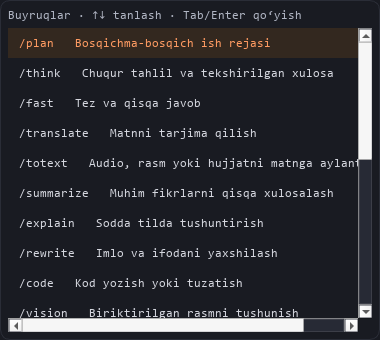 Buyruqlar · ↑↓ tanlash · Tab/Enter qo‘yish
/plan Bosqichma-bosqich ish rejasi
/think Chuqur tahlil va tekshirilgan xulosa
/fast Tez va qisqa javob
/translate Matnni tarjima qilish
/totext Audio, rasm yoki hujjatni matnga aylant
/summarize Muhim fikrlarni qisqa xulosalash
/explain Sodda tilda tushuntirish
/rewrite Imlo va ifodani yaxshilash
/code Kod yozish yoki tuzatish
/vision Biriktirilgan rasmni tushunish